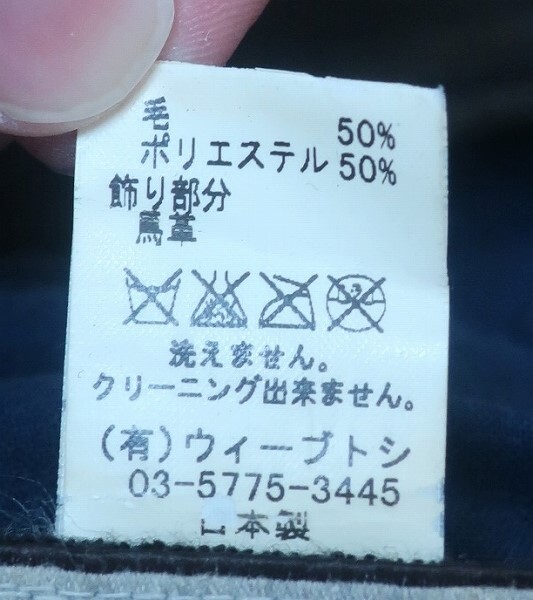 毛 50%
ポリエステル 50%
飾り部分
馬革
洗えません。
クリーニング出来ません。
(有)ウィーブトシ
03-5775-3445
日本製